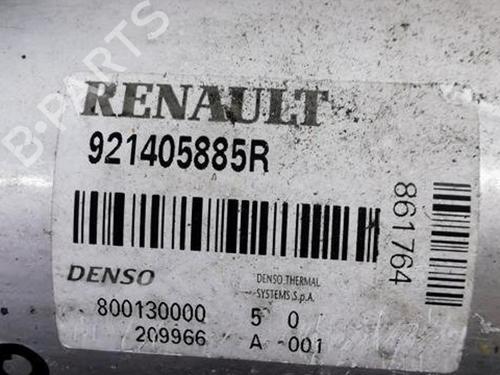 B-PARTS
RENAULT
921405885R
A
861764
DENSO
DENSO THERMAL
SYSTEMS S.p.A.
800130000 5 0
209966 A -001